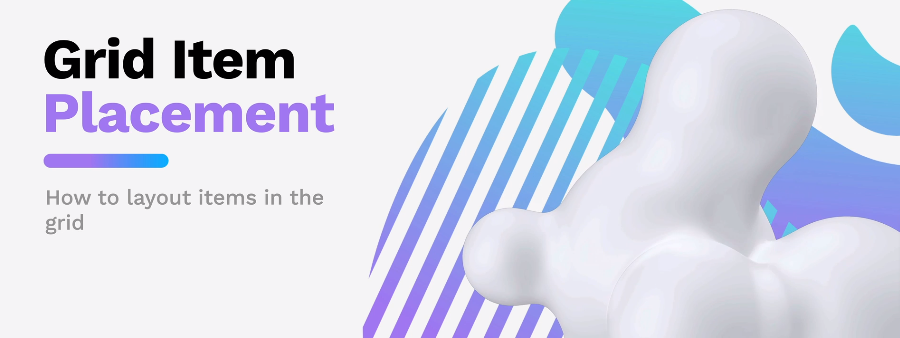 Grid Item
Placement
How to layout items in the
grid